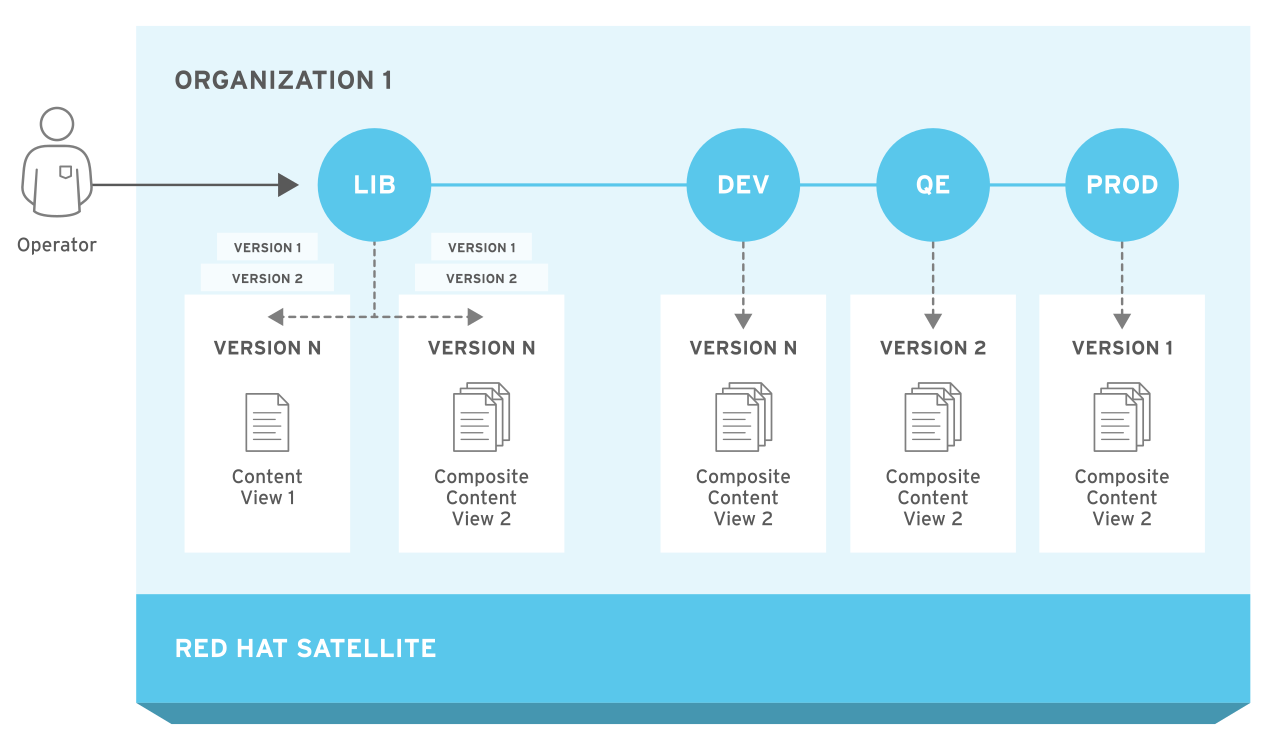 ORGANIZATION 1
LIB
DEV
QE
PROD
Operator
VERSION 1
VERSION 2
VERSION N
Content
View 1
VERSION 1
VERSION 2
VERSION N
Composite
Content
View 2
VERSION N
Composite
Content
View 2
VERSION 2
Composite
Content
View 2
VERSION 1
Composite
Content
View 2
RED HAT SATELLITE